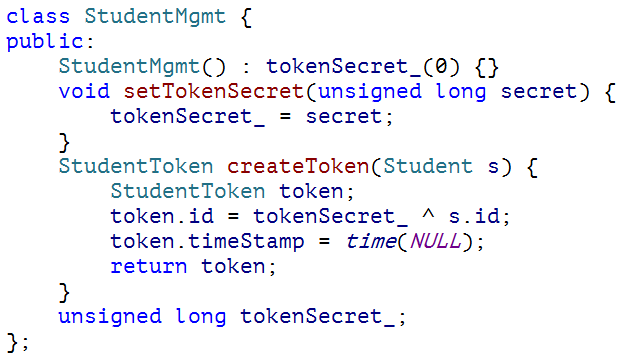 class StudentMgmt {
public:
    StudentMgmt() : tokenSecret_(0) {}
    void setTokenSecret(unsigned long secret) {
        tokenSecret_ = secret;
    }
    StudentToken createToken(Student s) {
        StudentToken token;
        token.id = tokenSecret_ ^ s.id;
        token.timeStamp = time(NULL);
        return token;
    }
    unsigned long tokenSecret_;
};